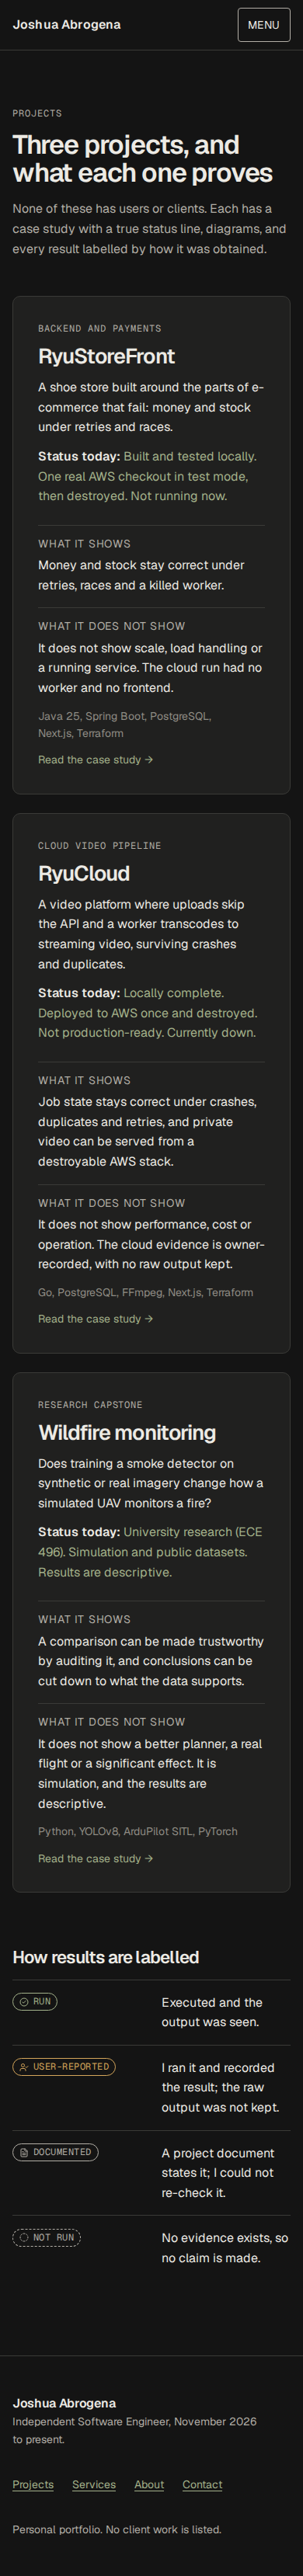 Joshua Abrogena
MENU
PROJECTS
Three projects, and
what each one proves
None of these has users or clients. Each has a
case study with a true status line, diagrams, and
every result labelled by how it was obtained.
BACKEND AND PAYMENTS
RyuStoreFront
A shoe store built around the parts of e-
commerce that fail: money and stock
under retries and races.
Status today: Built and tested locally.
One real AWS checkout in test mode,
then destroyed. Not running now.
WHAT IT SHOWS
Money and stock stay correct under
retries, races and a killed worker.
WHAT IT DOES NOT SHOW
It does not show scale, load handling or
a running service. The cloud run had no
worker and no frontend.
Java 25, Spring Boot, PostgreSQL,
Next.js, Terraform
Read the case study →
CLOUD VIDEO PIPELINE
RyuCloud
A video platform where uploads skip
the API and a worker transcodes to
streaming video, surviving crashes
and duplicates.
Status today: Locally complete.
Deployed to AWS once and destroyed.
Not production-ready. Currently down.
WHAT IT SHOWS
Job state stays correct under crashes,
duplicates and retries, and private
video can be served from a
destroyable AWS stack.
WHAT IT DOES NOT SHOW
It does not show performance, cost or
operation. The cloud evidence is owner-
recorded, with no raw output kept.
Go, PostgreSQL, FFmpeg, Next.js, Terraform
Read the case study →
RESEARCH CAPSTONE
Wildfire monitoring
Does training a smoke detector on
synthetic or real imagery change how a
simulated UAV monitors a fire?
Status today: University research (ECE
496). Simulation and public datasets.
Results are descriptive.
WHAT IT SHOWS
A comparison can be made trustworthy
by auditing it, and conclusions can be
cut down to what the data supports.
WHAT IT DOES NOT SHOW
It does not show a better planner, a real
flight or a significant effect. It is
simulation, and the results are
descriptive.
Python, YOLOv8, ArduPilot SITL, PyTorch
Read the case study →
How results are labelled
RUN
Executed and the
output was seen.
USER-REPORTED
I ran it and recorded
the result; the raw
output was not kept.
DOCUMENTED
A project document
states it; I could not
re-check it.
NOT RUN
No evidence exists, so
no claim is made.
Joshua Abrogena
Independent Software Engineer, November 2026
to present.
Projects Services About Contact
Personal portfolio. No client work is listed.